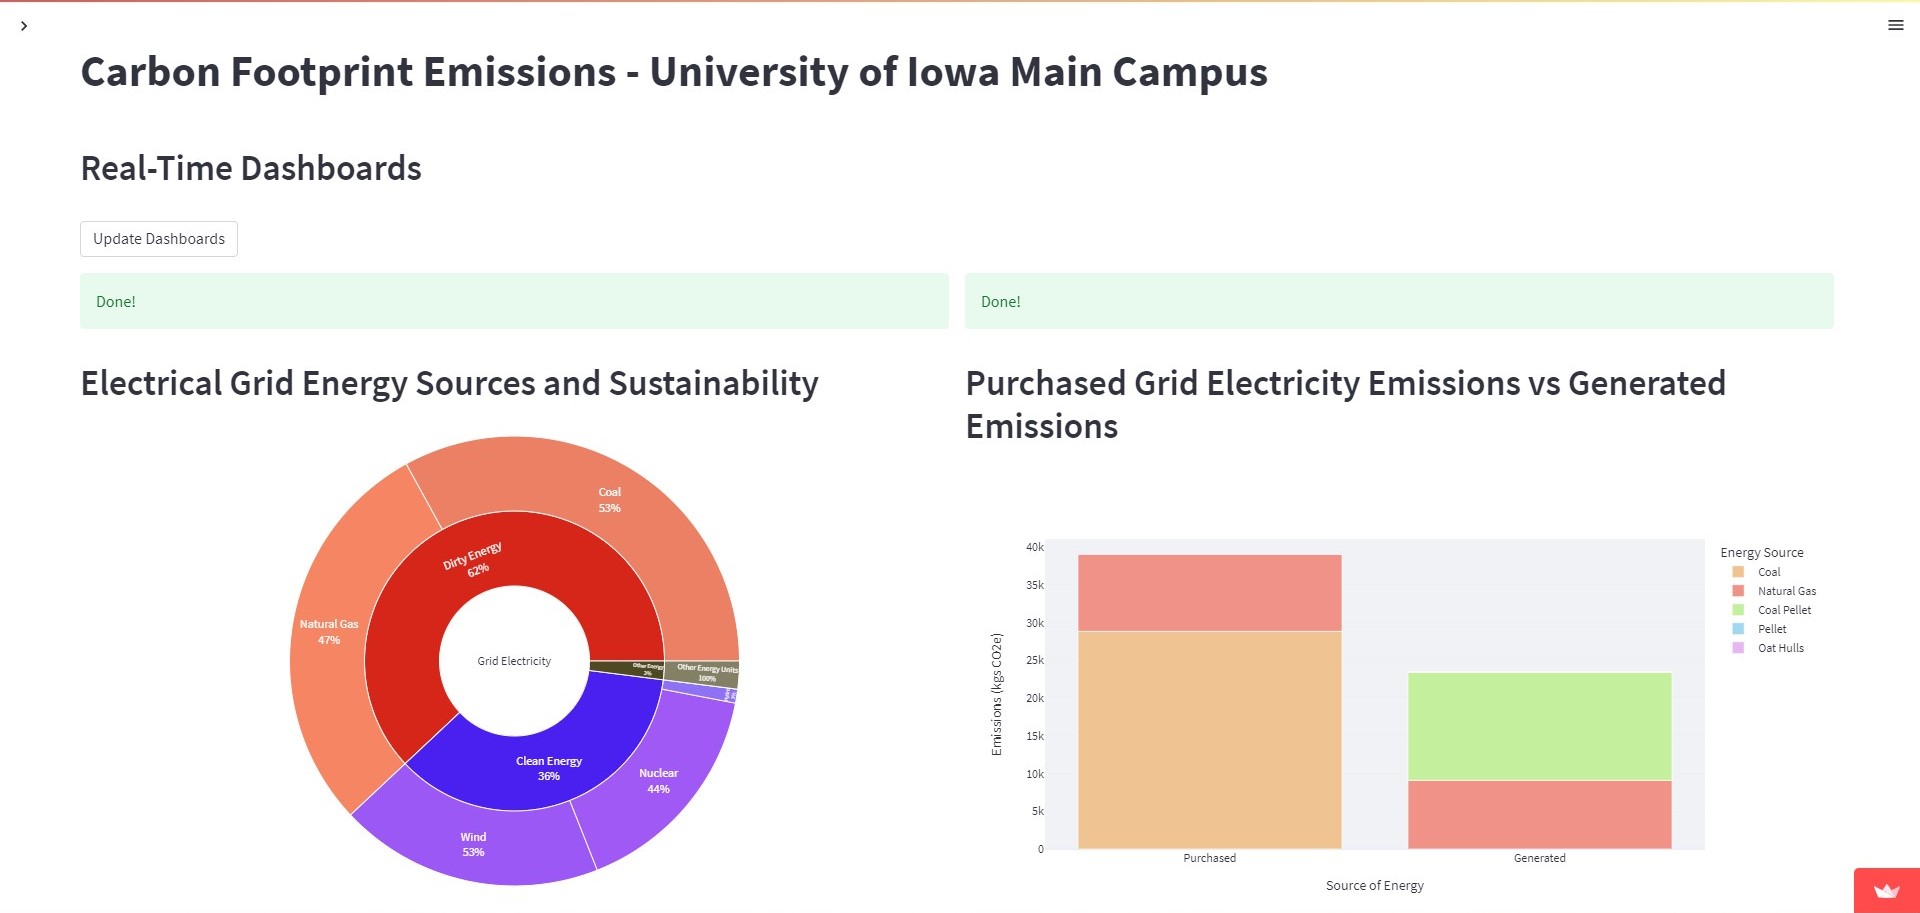 Carbon Footprint Emissions - University of Iowa Main Campus
Real-Time Dashboards
Update Dashboards
Done!
Done!
Electrical Grid Energy Sources and Sustainability
Coal
53%
Dirty Energy
62%
Natural Gas
47%
Grid Electricity
Other Energy
Other Energy Units
100%
Clean Energy
36%
Nuclear
44%
Wind
53%
Purchased Grid Electricity Emissions vs Generated
Emissions
Emissions (kgs CO2e)
40k
35k
30k
25k
20k
15k
10k
5k
0
Purchased
Generated
Source of Energy
Energy Source
Coal
Natural Gas
Coal Pellet
Pellet
Oat Hulls